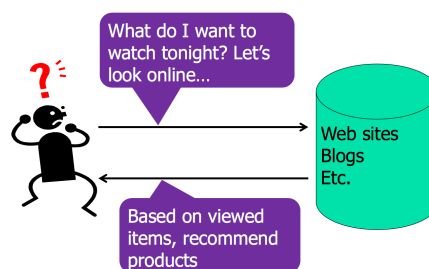 What do I want to
watch tonight? Let's
look online…
?
Web sites
Blogs
Etc.
Based on viewed
items, recommend
products